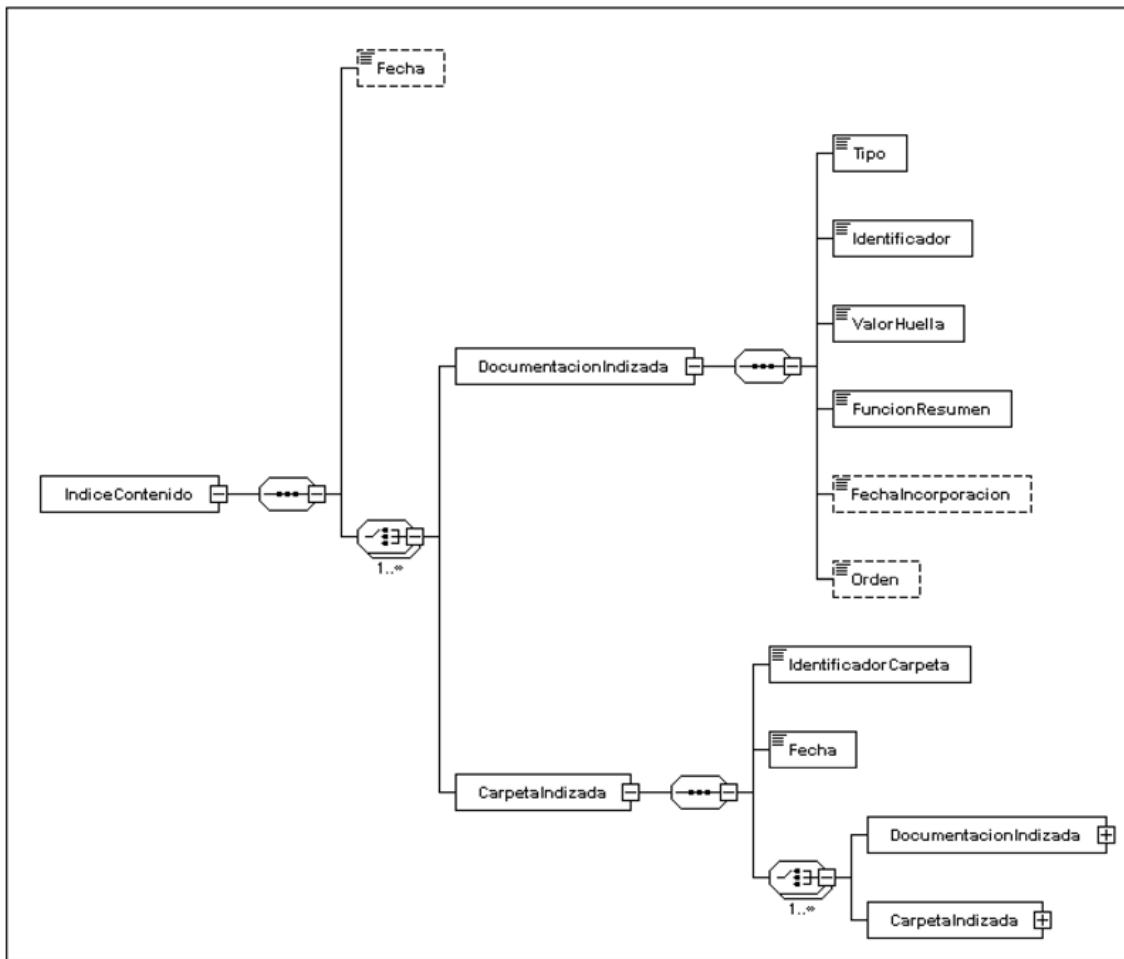 Fecha
Tipo
Identificador
ValorHuella
DocumentacionIndizada
FuncionResumen
IndiceContenido
FechaIncorporacion
1..∞
Orden
IdentificadorCarpeta
Fecha
CarpetaIndizada
DocumentacionIndizada
1..∞
CarpetaIndizada